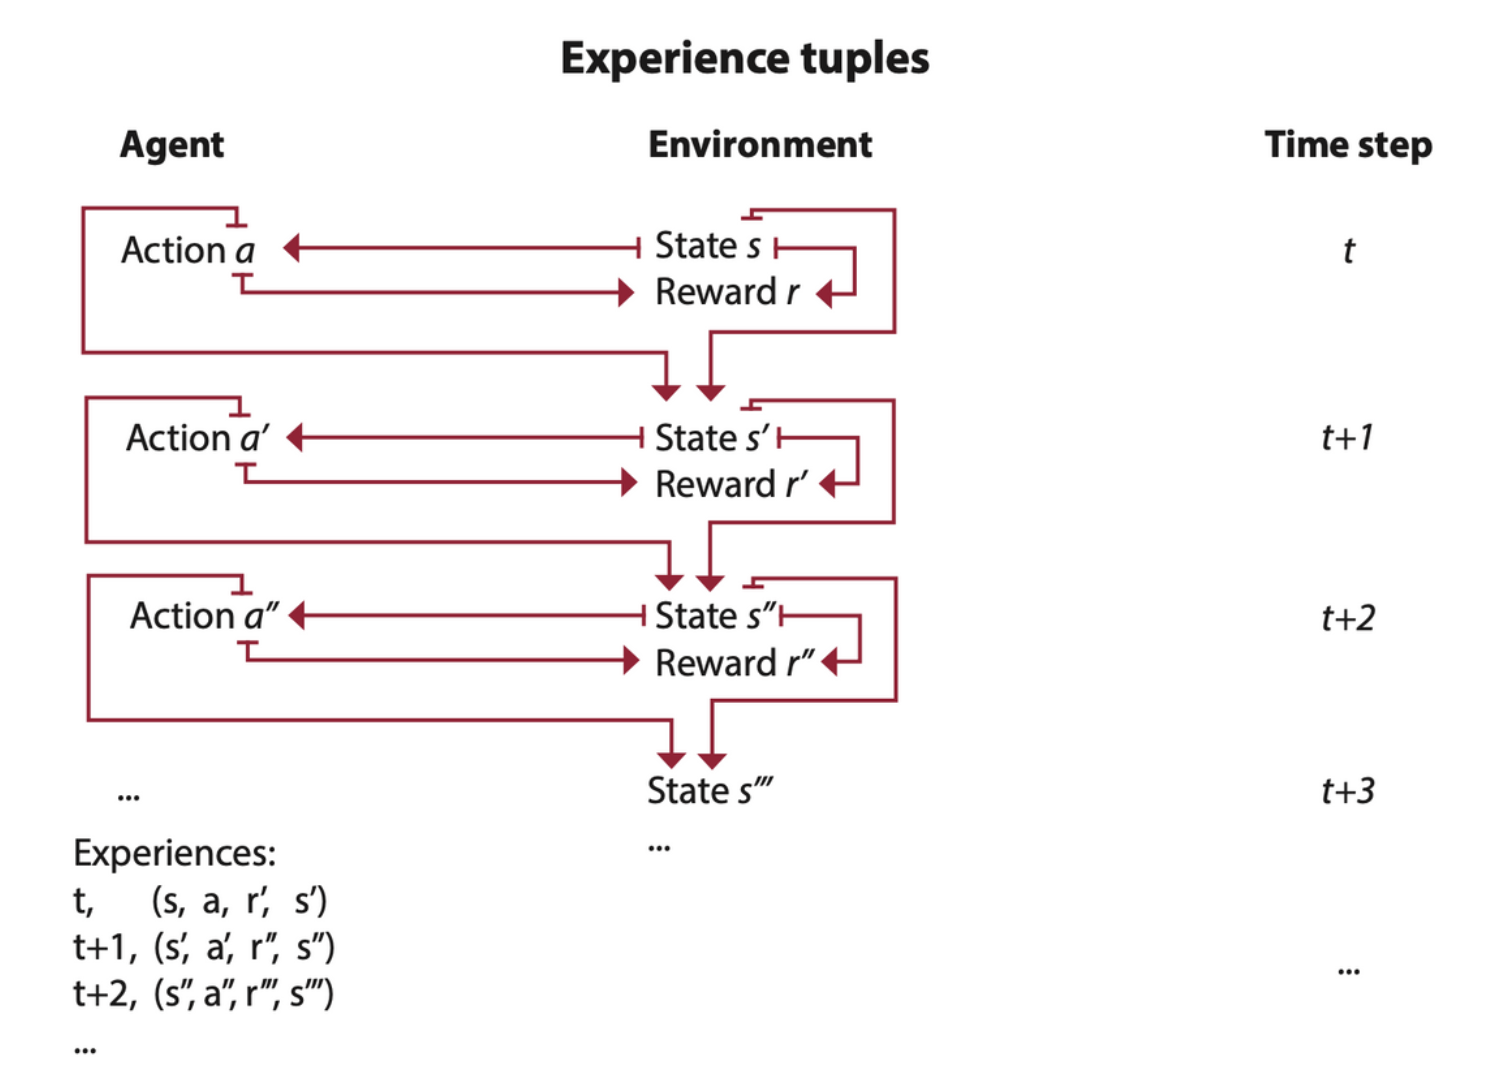 Experience tuples
Agent Environment Time step
Action a State s t
Reward r
Action a′ State s′ t+1
Reward r′
Action a″ State s″ t+2
Reward r″
... State s‴ t+3
...
Experiences:
t, (s, a, r′, s′)
t+1, (s′, a′, r″, s″)
t+2, (s″, a″, r‴, s‴)
...
...